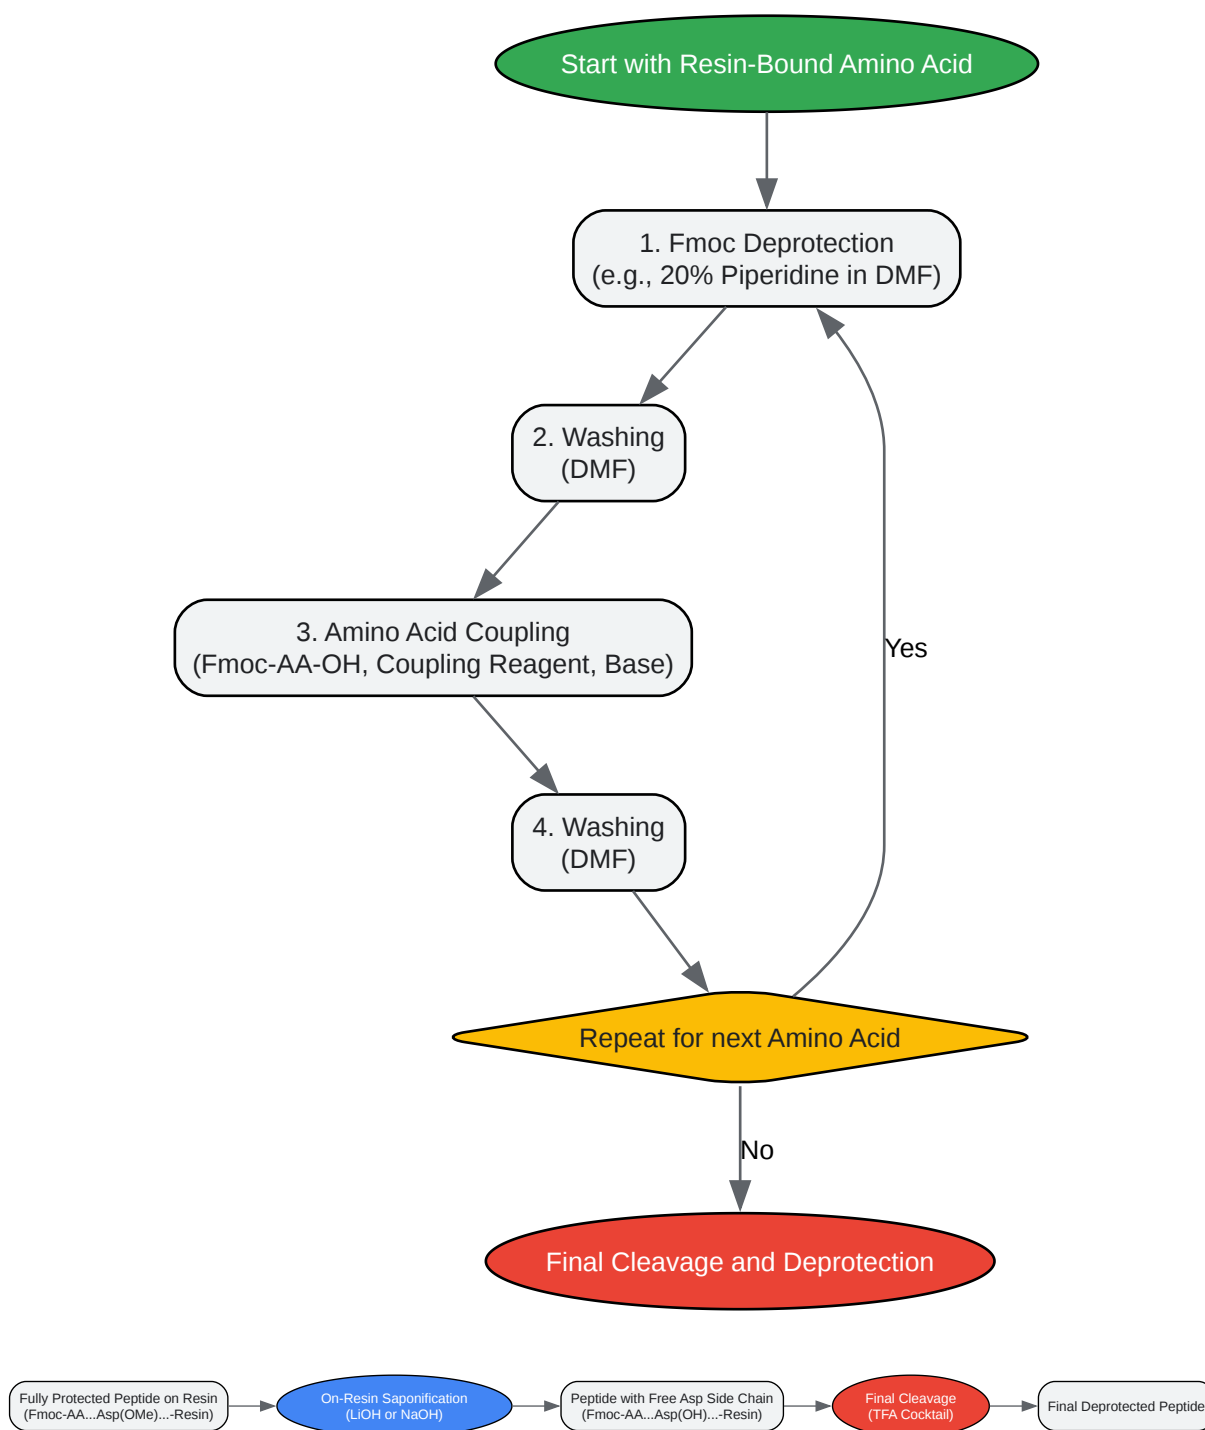 Start with Resin-Bound Amino Acid
1. Fmoc Deprotection
(e.g., 20% Piperidine in DMF)
2. Washing
(DMF)
3. Amino Acid Coupling
(Fmoc-AA-OH, Coupling Reagent, Base)
Yes
4. Washing
(DMF)
Repeat for next Amino Acid
No
Final Cleavage and Deprotection
Fully Protected Peptide on Resin
(Fmoc-AA...Asp(OMe)...-Resin)
On-Resin Saponification
(LiOH or NaOH)
Peptide with Free Asp Side Chain
(Fmoc-AA...Asp(OH)...-Resin)
Final Cleavage
(TFA Cocktail)
Final Deprotected Peptide